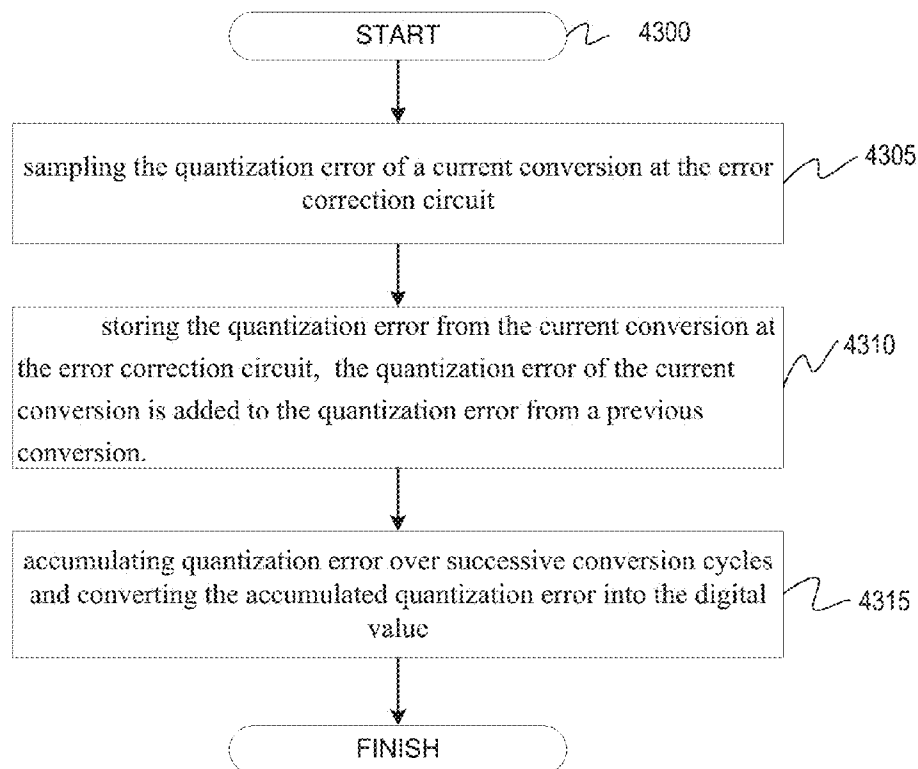 START
4300
sampling the quantization error of a current conversion at the error
correction circuit
4305
storing the quantization error from the current conversion at
the error correction circuit, the quantization error of the current
conversion is added to the quantization error from a previous
conversion.
4310
accumulating quantization error over successive conversion cycles
and converting the accumulated quantization error into the digital
value
4315
FINISH